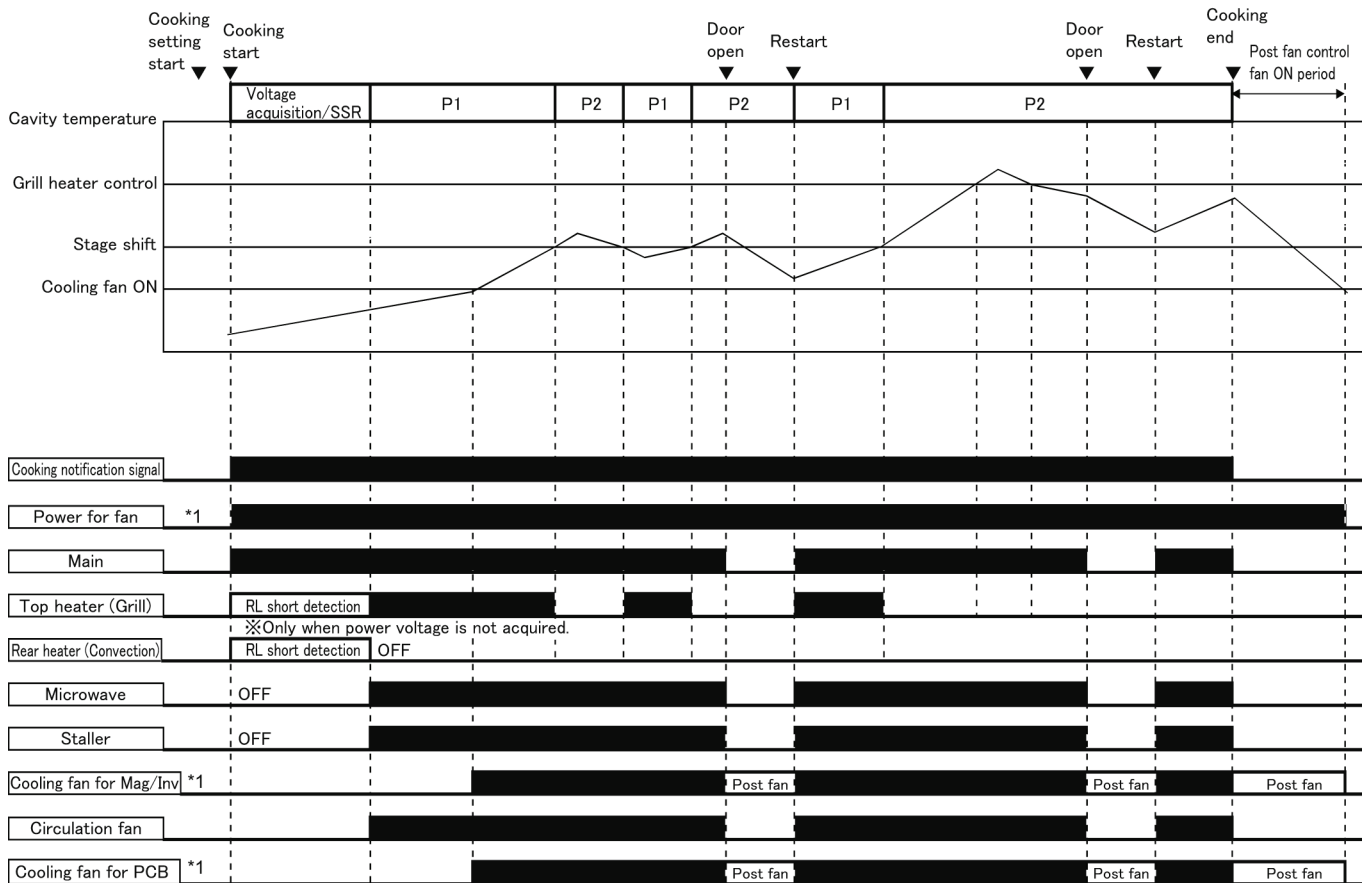 Cooking
setting
start
Cooking
start
Door
open
Restart
Door
open
Restart
Cooking
end
Post fan control
fan ON period
Voltage
acquisition/SSR
P1
P2
P1
P2
P1
P2
Cavity temperature
Grill heater control
Stage shift
Cooling fan ON
Cooking notification signal
Power for fan *1
Main
Top heater (Grill) RL short detection
※Only when power voltage is not acquired.
Rear heater (Convection) RL short detection OFF
Microwave OFF
Staller OFF
Cooling fan for Mag/Inv *1 Post fan Post fan Post fan
Circulation fan
Cooling fan for PCB *1 Post fan Post fan Post fan